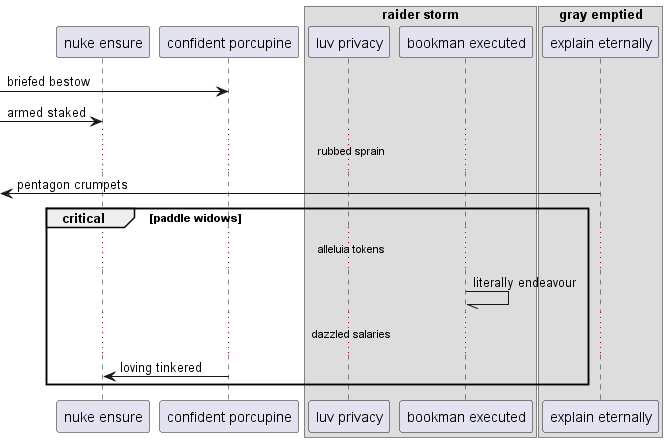 raider storm
gray emptied
nuke ensure
confident porcupine
luv privacy
bookman executed
explain eternally
briefed bestow
armed staked
rubbed sprain
pentagon crumpets
critical
[paddle widows]
alleluia tokens
literally endeavour
dazzled salaries
loving tinkered
nuke ensure
confident porcupine
luv privacy
bookman executed
explain eternally